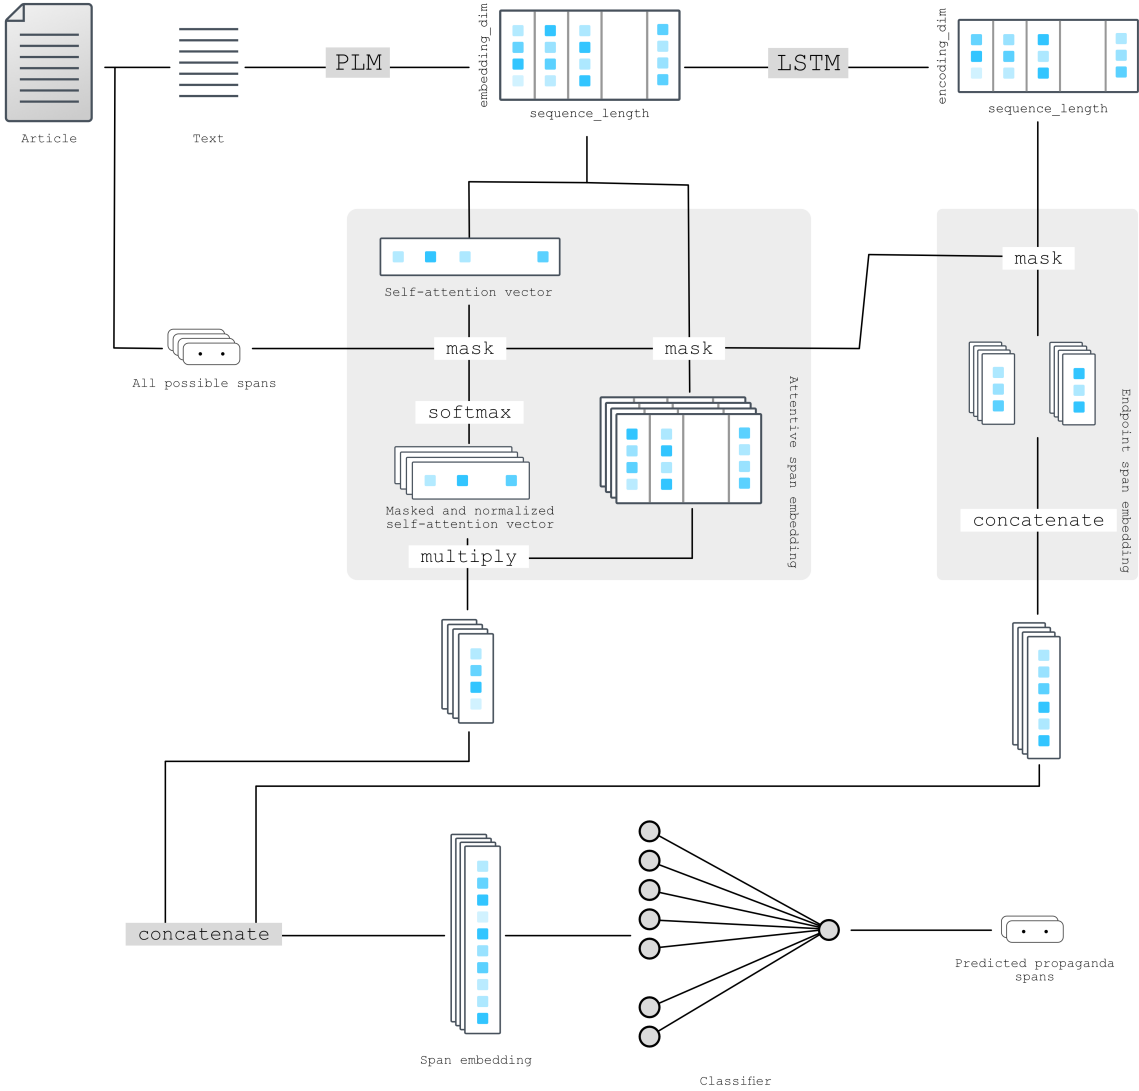 embedding_dim
encoding_dim
PLM
LSTM
sequence_length
sequence_length
Article
Text
mask
Self-attention vector
mask
mask
All possible spans
Attentive span embedding
Endpoint span embedding
softmax
Masked and normalized
self-attention vector
concatenate
multiply
concatenate
Predicted propaganda
spans
Span embedding
Classifier